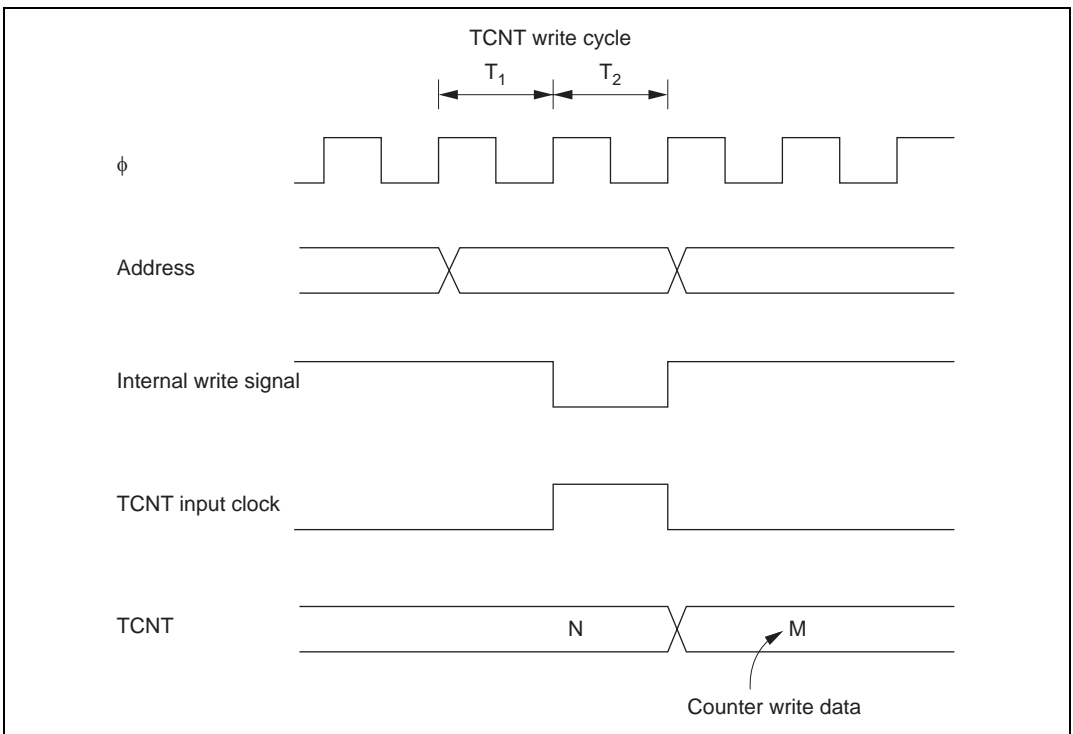 TCNT write cycle
T1 T2
ϕ
Address
Internal write signal
TCNT input clock
TCNT
N M
Counter write data